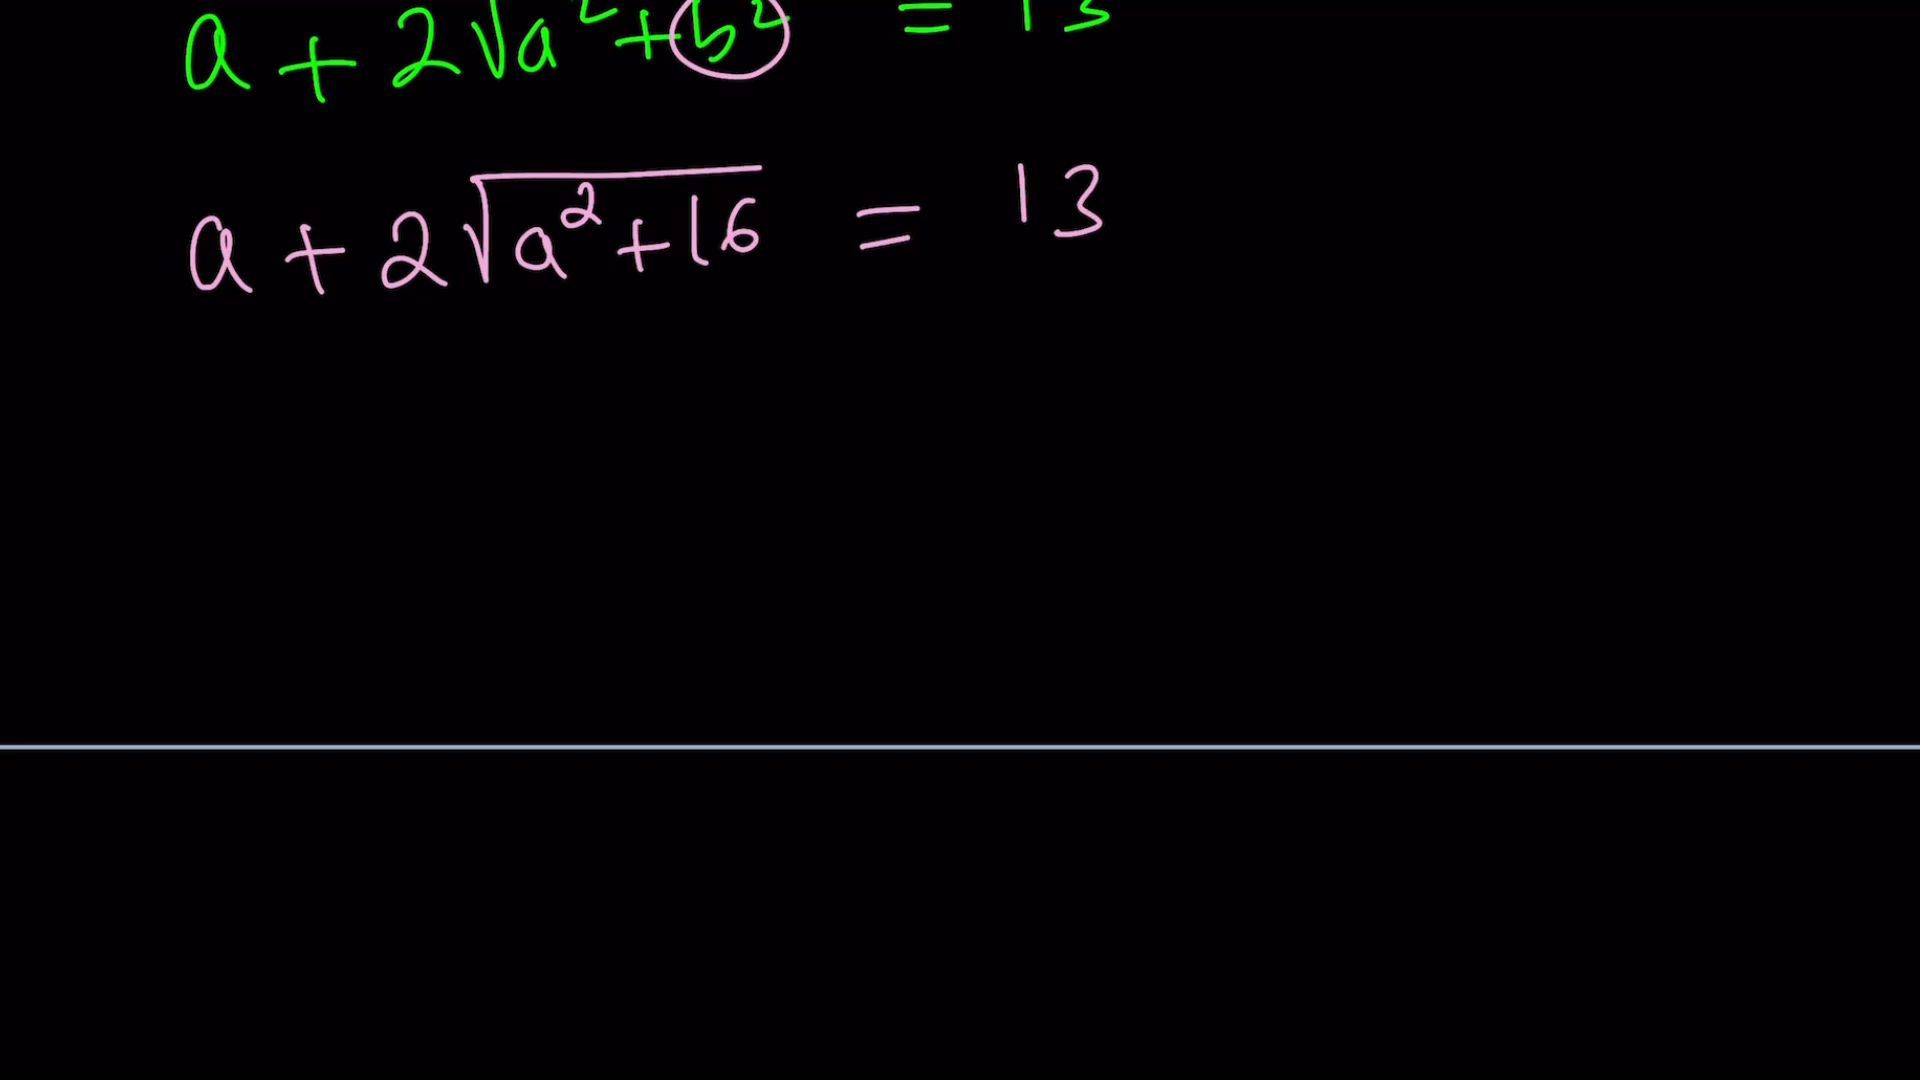 a + 2√a²+b² = 13
a + 2√a²+16 = 13